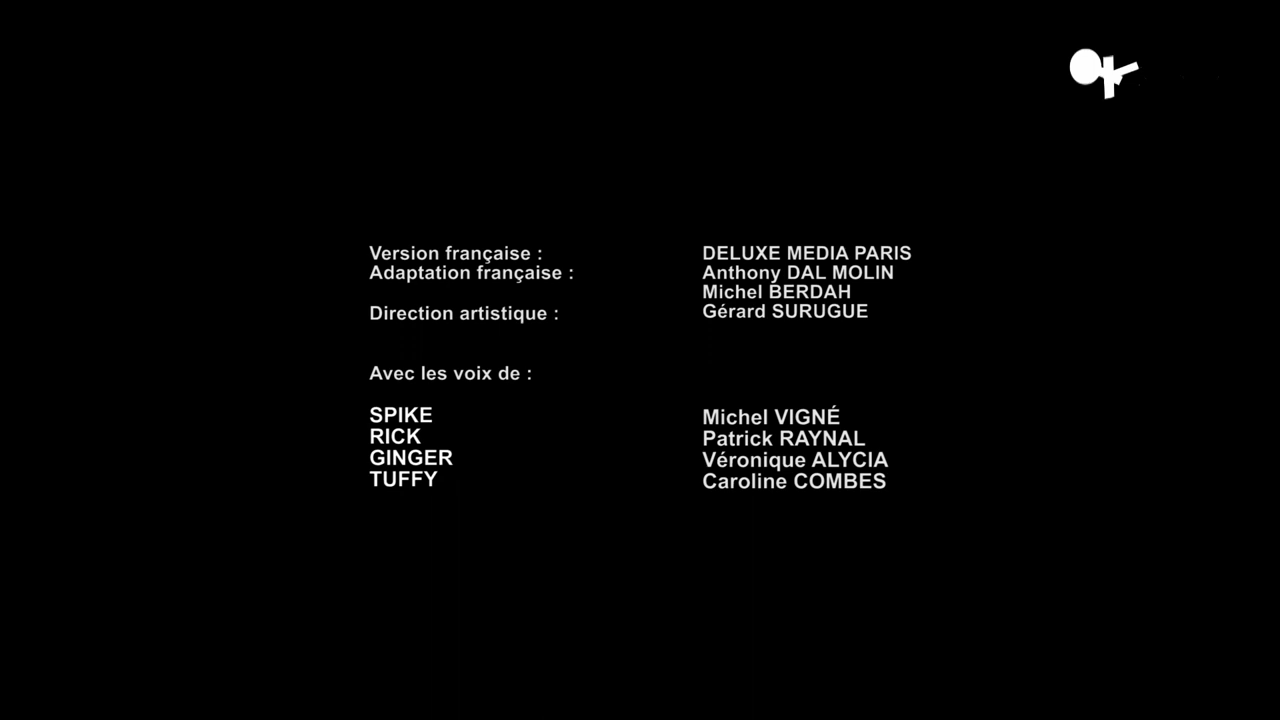 Version française : DELUXE MEDIA PARIS
Adaptation française : Anthony DAL MOLIN
Michel BERDAH
Direction artistique : Gérard SURUGUE
Avec les voix de :
SPIKE Michel VIGNÉ
RICK Patrick RAYNAL
GINGER Véronique ALYCIA
TUFFY Caroline COMBES